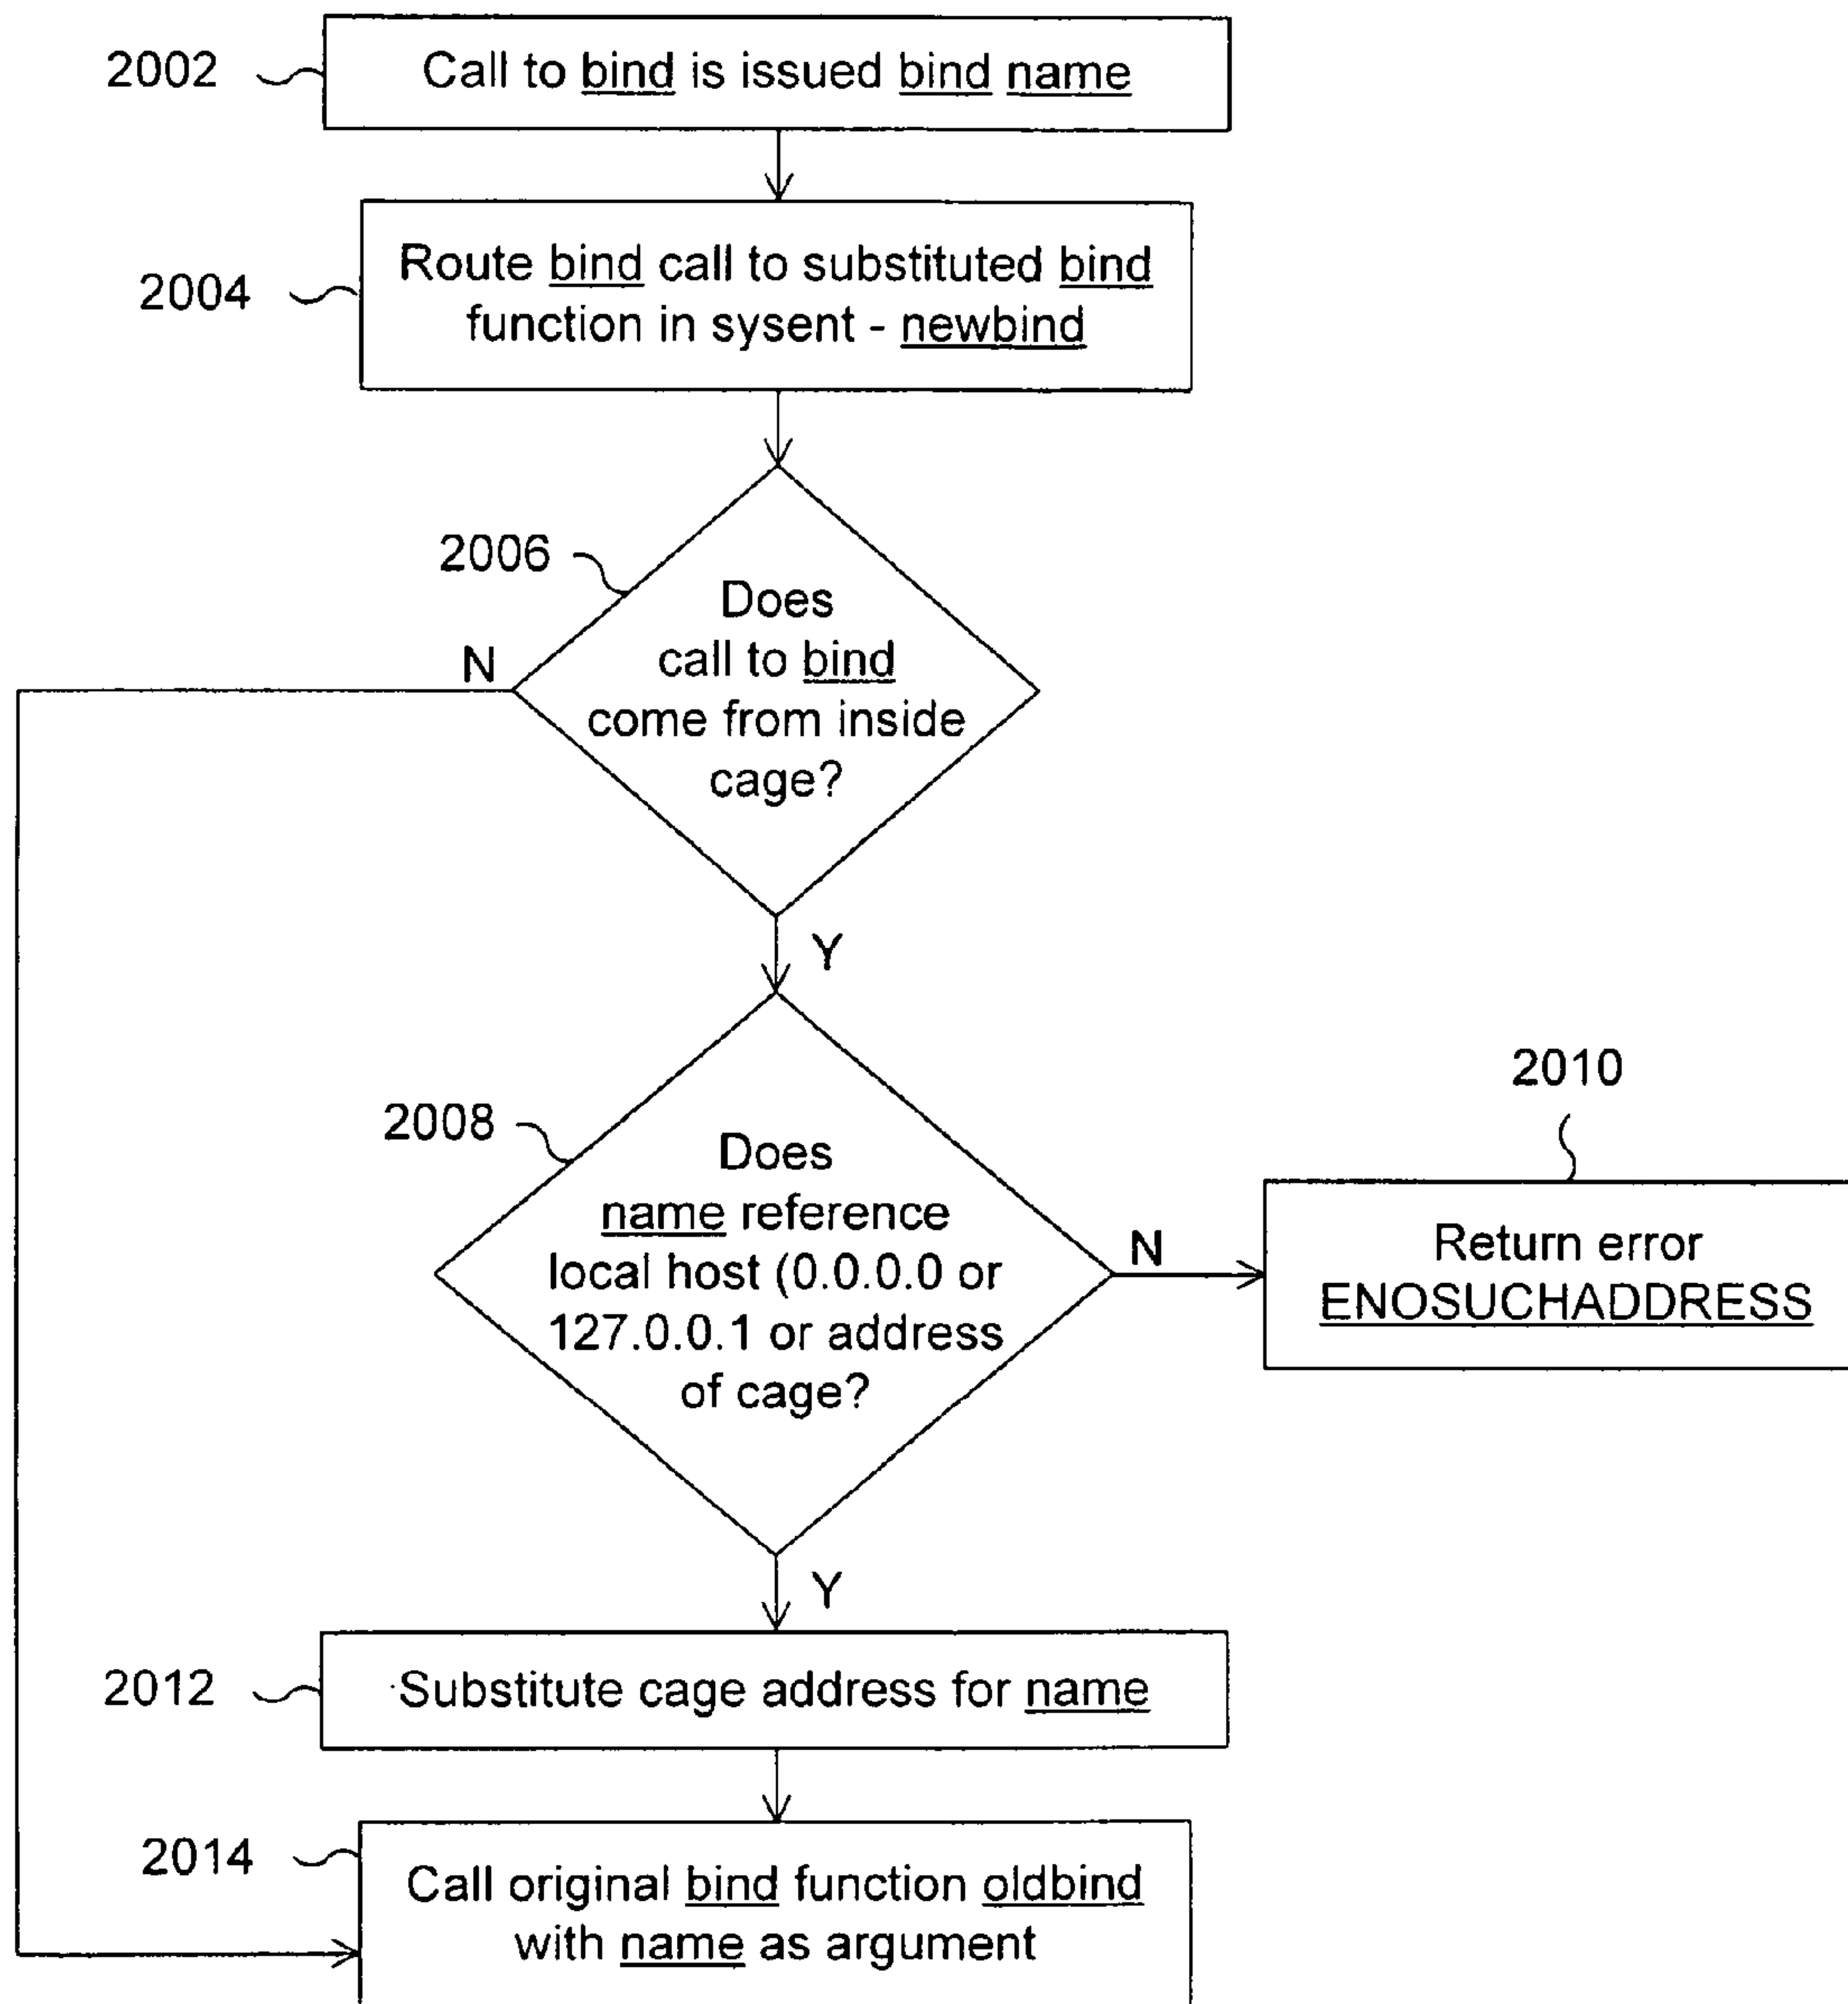 2002
Call to bind is issued bind name
2004
Route bind call to substituted bind
function in sysent - newbind
2006
Does
call to bind
come from inside
cage?
N
Y
2008
Does
name reference
local host (0.0.0.0 or
127.0.0.1 or address
of cage?
N
2010
Return error
ENOSUCHADDRESS
Y
2012
Substitute cage address for name
2014
Call original bind function oldbind
with name as argument